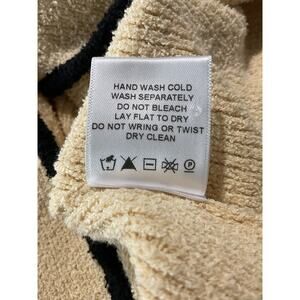 HAND WASH COLD
WASH SEPARATELY
DO NOT BLEACH
LAY FLAT TO DRY
DO NOT WRING OR TWIST
DRY CLEAN
P